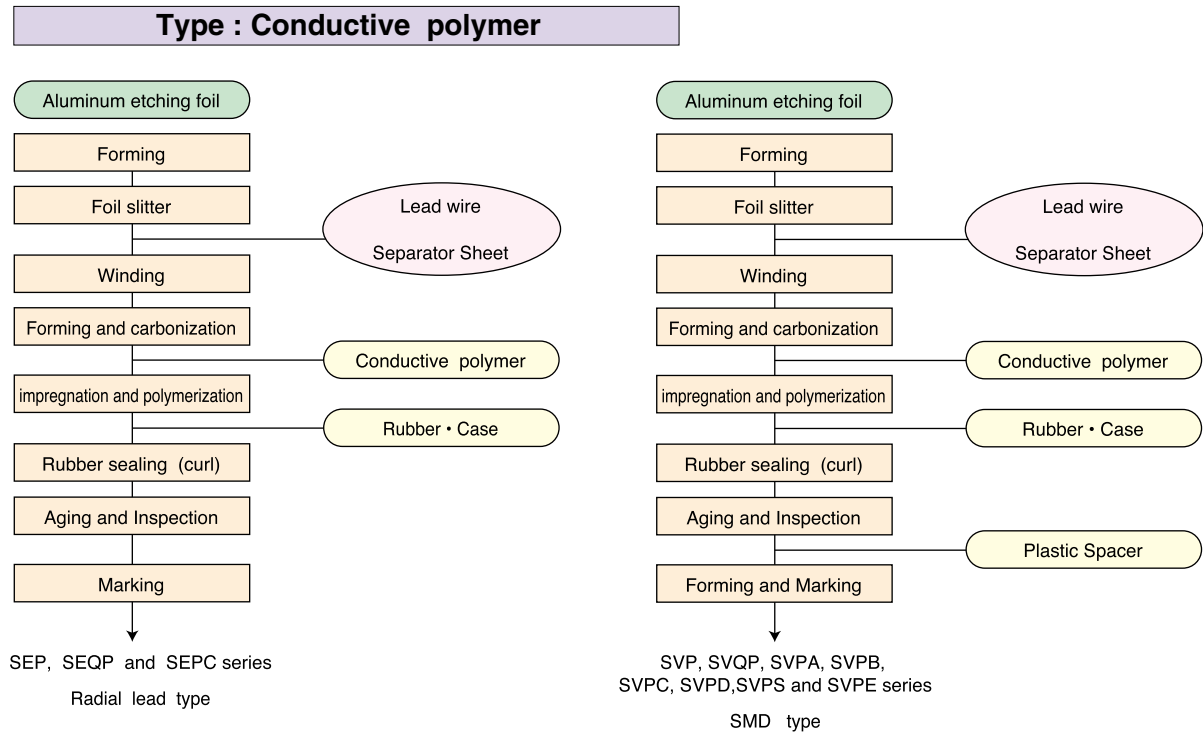 Type : Conductive polymer
Aluminum etching foil
Forming
Foil slitter
Lead wire
Separator Sheet
Winding
Forming and carbonization
Conductive polymer
impregnation and polymerization
Rubber • Case
Rubber sealing (curl)
Aging and Inspection
Marking
SEP, SEQP and SEPC series
Radial lead type
Aluminum etching foil
Forming
Foil slitter
Lead wire
Separator Sheet
Winding
Forming and carbonization
Conductive polymer
impregnation and polymerization
Rubber • Case
Rubber sealing (curl)
Aging and Inspection
Plastic Spacer
Forming and Marking
SVP, SVQP, SVPA, SVPB,
SVPC, SVPD,SVPS and SVPE series
SMD type